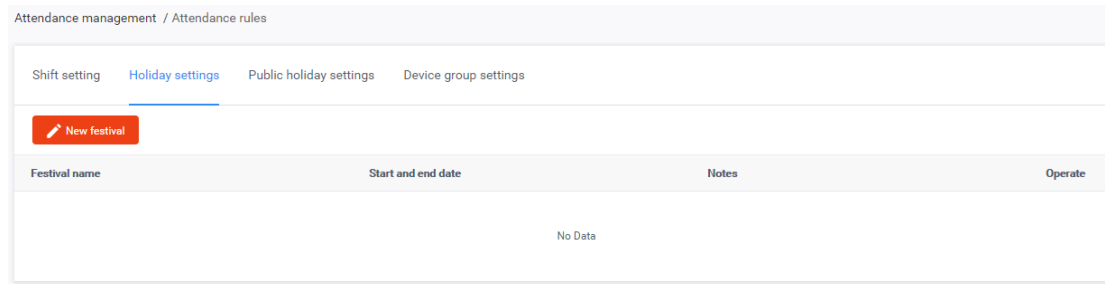 Attendance management / Attendance rules
Shift setting Holiday settings Public holiday settings Device group settings
New festival
Festival name Start and end date Notes Operate
No Data